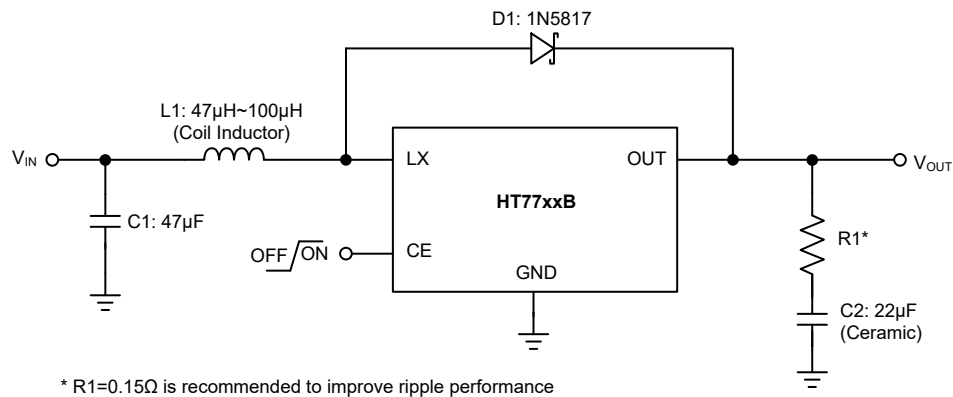 D1: 1N5817
L1: 47µH~100µH
(Coil Inductor)
VIN
LX
OUT
VOUT
HT77xxB
C1: 47µF
R1*
OFF/ON
CE
GND
C2: 22µF
(Ceramic)
* R1=0.15Ω is recommended to improve ripple performance